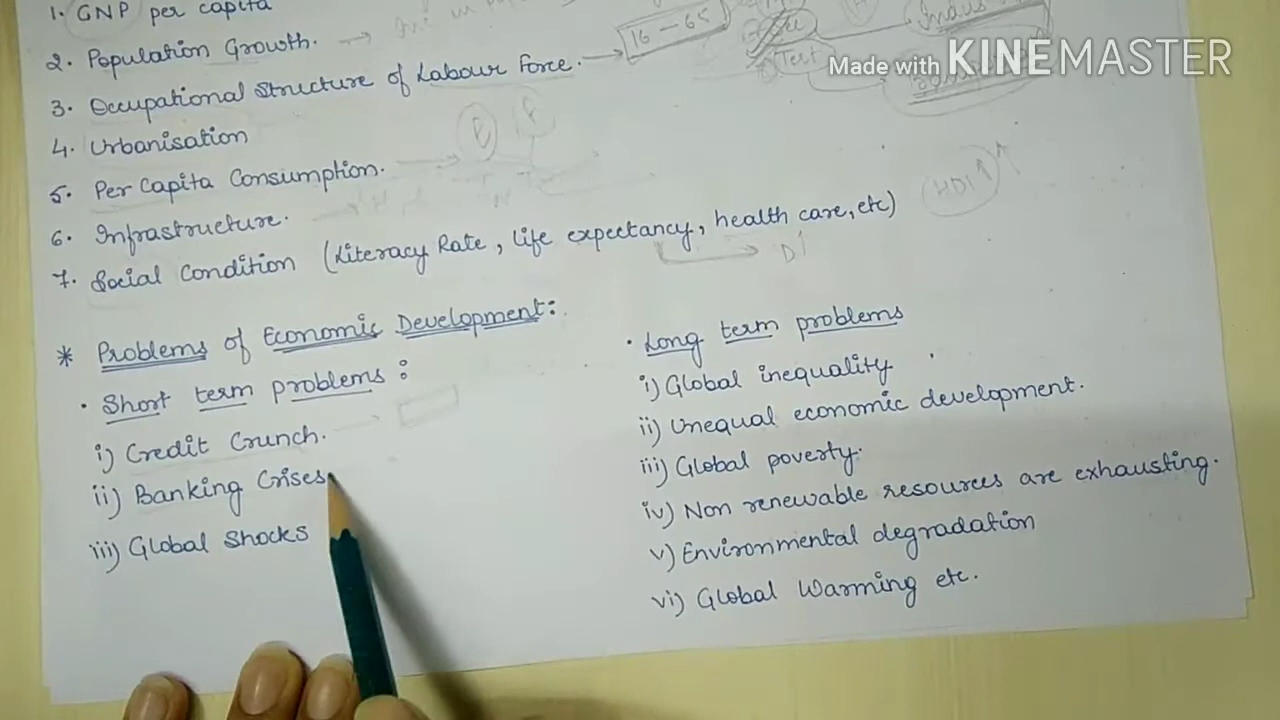 1. GNP per capita
2. Population Growth.
3. Occupational Structure of Labour Force. → 16-65
Test
Made with KINEMASTER
4. Urbanisation
5. Per Capita Consumption.
6. Infrastructure.
HDI ↑ ↑
7. Social Condition (Literacy Rate, life expectancy, health care, etc)
* Problems of Economic Development:
· Short term problems:
i) Credit Crunch.
ii) Banking Crises
iii) Global Shocks
· Long term problems
i) Global inequality
ii) Unequal economic development.
iii) Global poverty.
iv) Non renewable resources are exhausting.
v) Environmental degradation
vi) Global Warming etc.